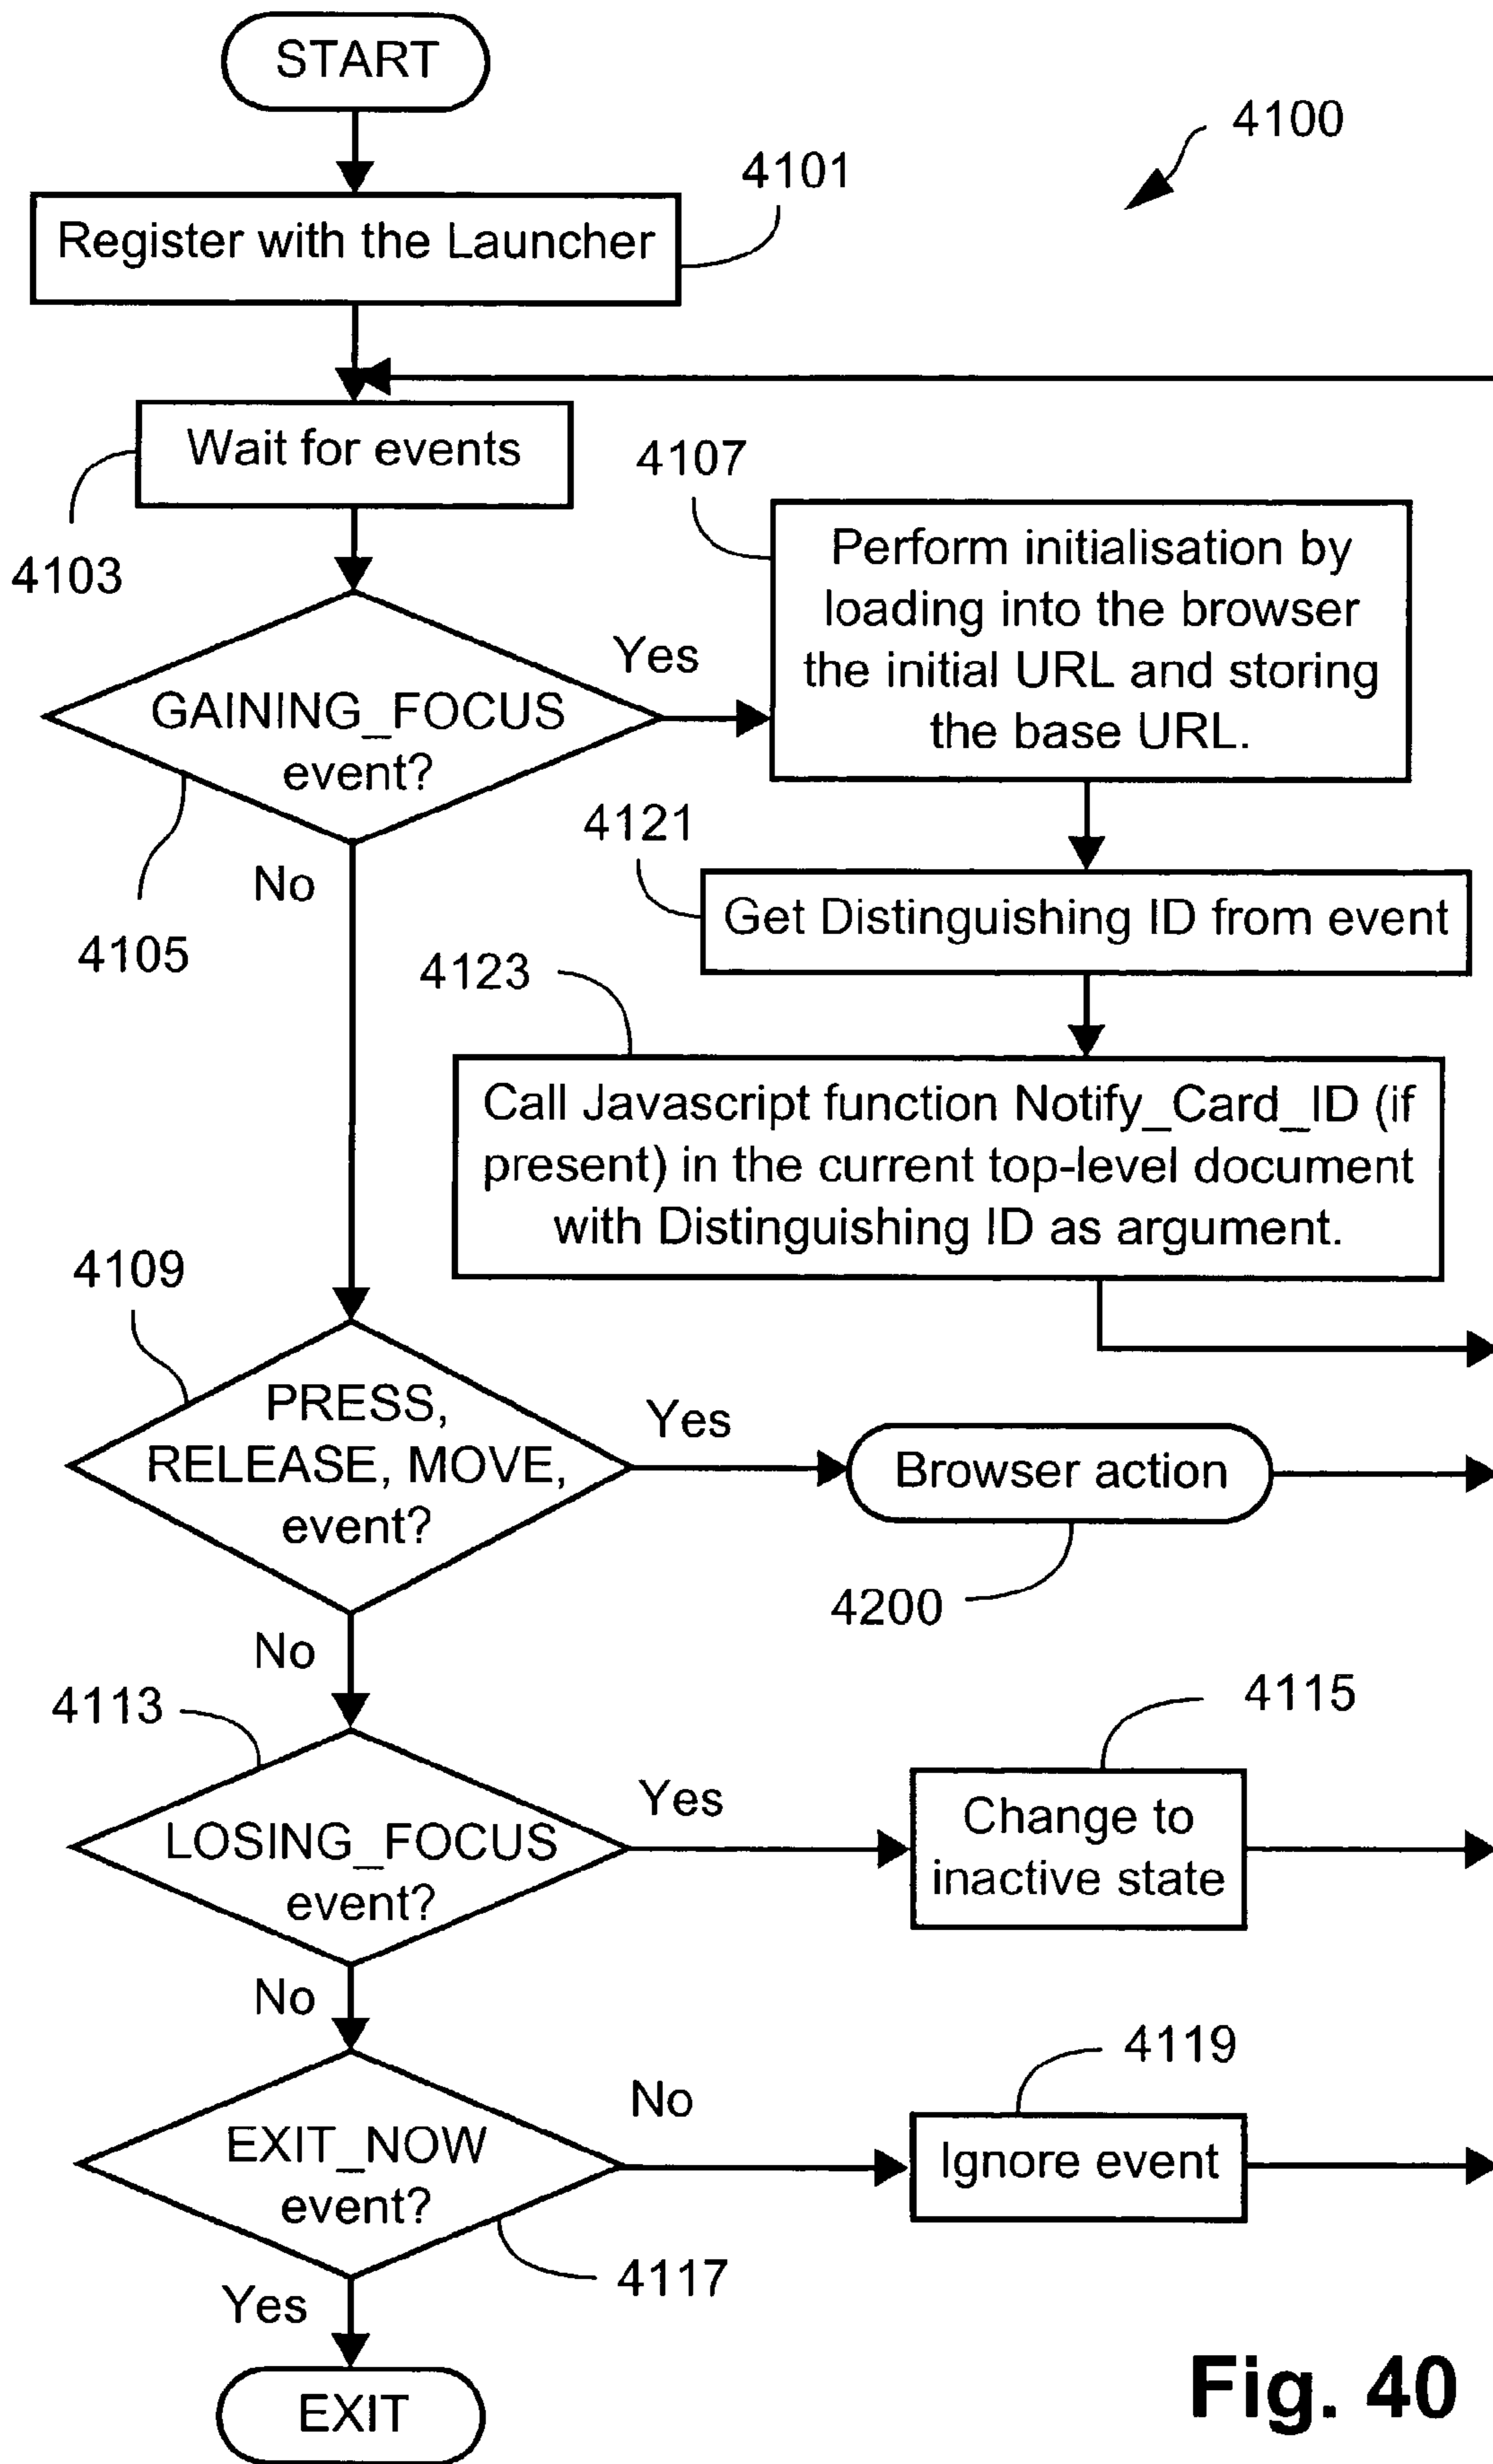 START
4100
4101
Register with the Launcher
Wait for events
4103
4107
Perform initialisation by
loading into the browser
the initial URL and storing
the base URL.
GAINING_FOCUS
event?
Yes
No
4105
4121
Get Distinguishing ID from event
4123
Call Javascript function Notify_Card_ID (if
present) in the current top-level document
with Distinguishing ID as argument.
4109
PRESS,
RELEASE, MOVE,
event?
Yes
Browser action
4200
No
4113
LOSING_FOCUS
event?
Yes
4115
Change to
inactive state
No
EXIT_NOW
event?
No
4119
Ignore event
4117
Yes
EXIT
Fig. 40